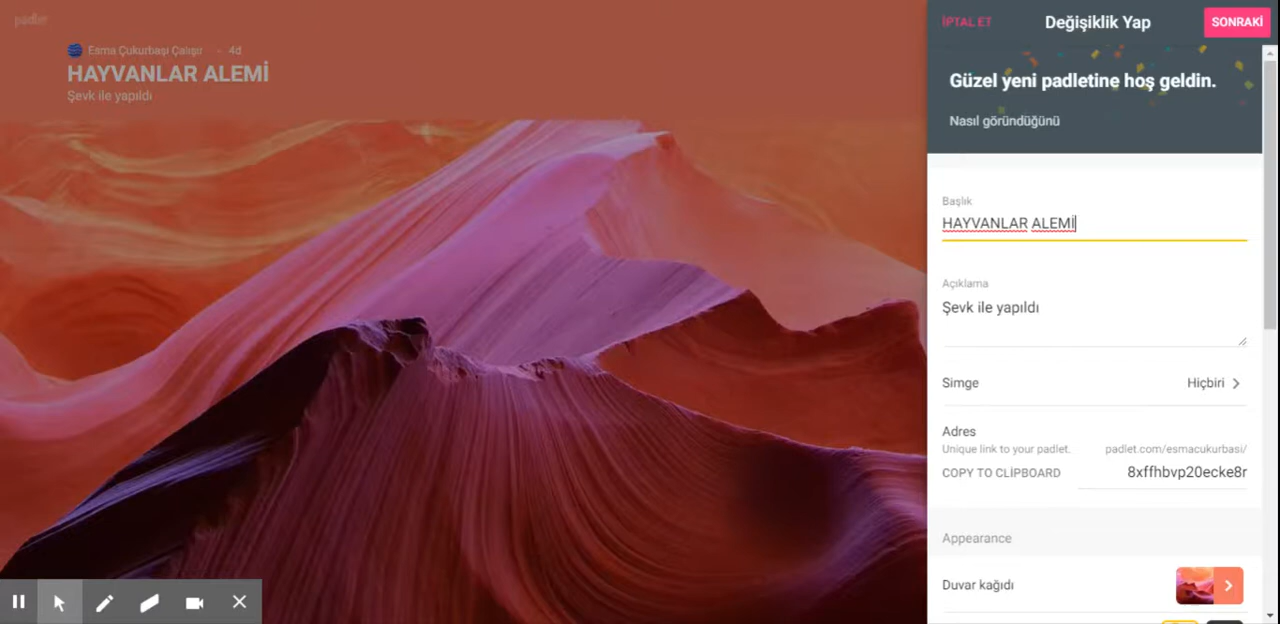 padlet
Esma Çukurbaşı Çalışır - 4d
HAYVANLAR ALEMİ
Şevk ile yapıldı
İPTAL ET
Değişiklik Yap
SONRAKİ
Güzel yeni padletine hoş geldin.
Nasıl göründüğünü
Başlık
HAYVANLAR ALEMİ
Açıklama
Şevk ile yapıldı
Simge
Hiçbiri
Adres
Unique link to your padlet.
padlet.com/esmacukurbasi/
COPY TO CLIPBOARD
8xffhbvp20ecke8r
Appearance
Duvar kağıdı